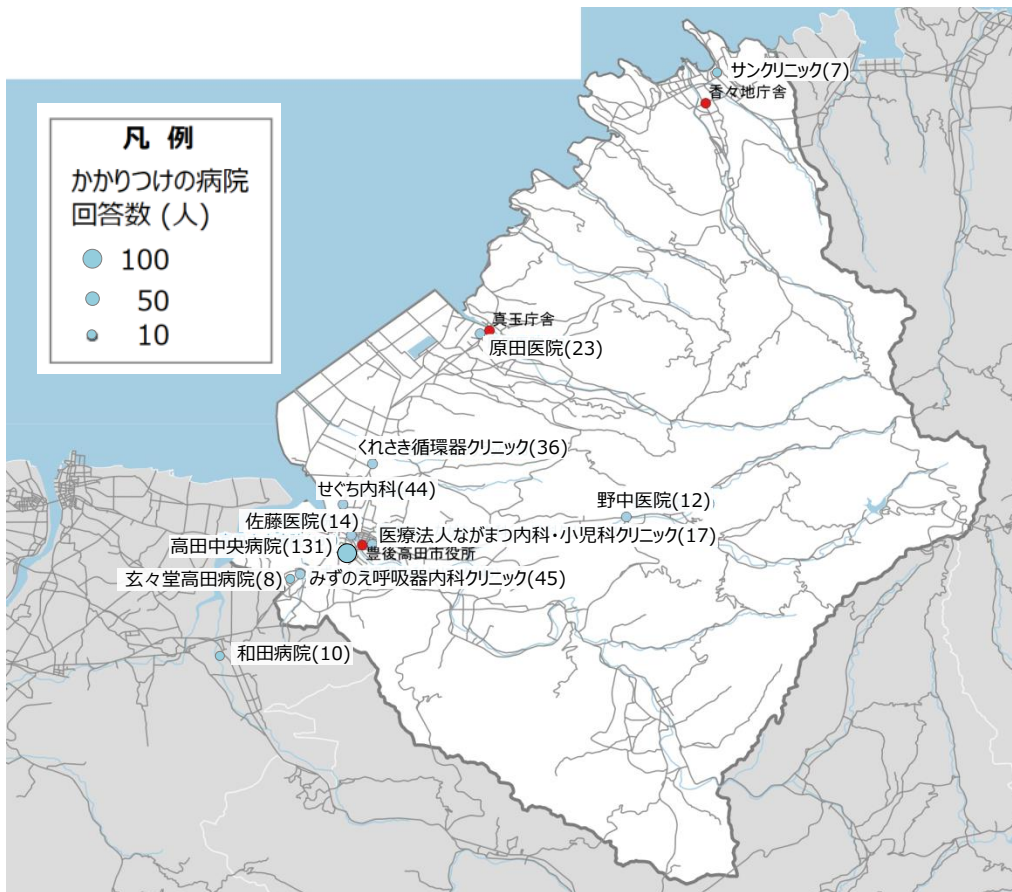 サンクリニック(7)
香々地庁舎
凡 例
かかりつけの病院
回答数 (人)
100
50
10
真玉庁舎
原田医院(23)
くれさき循環器クリニック(36)
せぐち内科(44)
野中医院(12)
佐藤医院(14)
医療法人ながまつ内科・小児科クリニック(17)
高田中央病院(131)
豊後高田市役所
玄々堂高田病院(8)
みずのえ呼吸器内科クリニック(45)
和田病院(10)